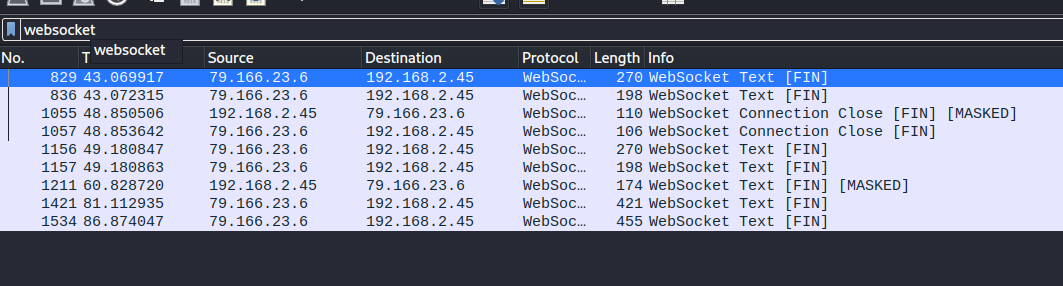 websocket
websocket
No. T Source Destination Protocol Length Info
829 43.069917 79.166.23.6 192.168.2.45 WebSoc… 270 WebSocket Text [FIN]
836 43.072315 79.166.23.6 192.168.2.45 WebSoc… 198 WebSocket Text [FIN]
1055 48.850506 192.168.2.45 79.166.23.6 WebSoc… 110 WebSocket Connection Close [FIN] [MASKED]
1057 48.853642 79.166.23.6 192.168.2.45 WebSoc… 106 WebSocket Connection Close [FIN]
1156 49.180847 79.166.23.6 192.168.2.45 WebSoc… 270 WebSocket Text [FIN]
1157 49.180863 79.166.23.6 192.168.2.45 WebSoc… 198 WebSocket Text [FIN]
1211 60.828720 192.168.2.45 79.166.23.6 WebSoc… 174 WebSocket Text [FIN] [MASKED]
1421 81.112935 79.166.23.6 192.168.2.45 WebSoc… 421 WebSocket Text [FIN]
1534 86.874047 79.166.23.6 192.168.2.45 WebSoc… 455 WebSocket Text [FIN]